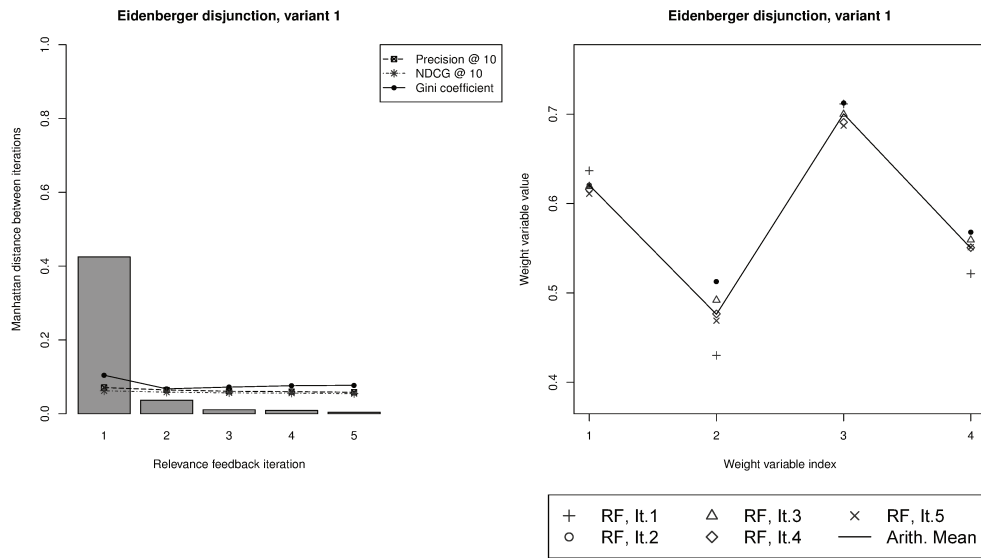 Eidenberger disjunction, variant 1
Manhattan distance between iterations
1.0
0.8
0.6
0.4
0.2
0.0
Precision @ 10
NDCG @ 10
Gini coefficient
1 2 3 4 5
Relevance feedback iteration
Eidenberger disjunction, variant 1
Weight variable value
0.7
0.6
0.5
0.4
1 2 3 4
Weight variable index
RF, It.1 RF, It.3 RF, It.5
RF, It.2 RF, It.4 Arith. Mean